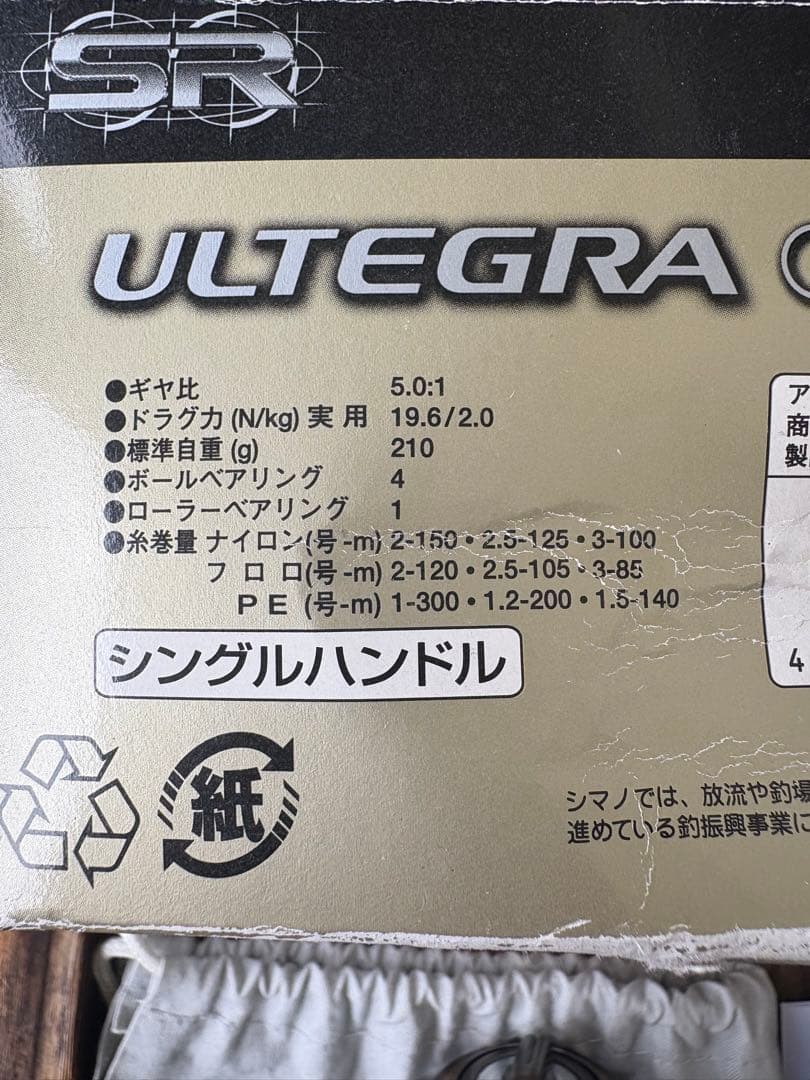 SR
ULTEGRA
●ギヤ比 5.0:1
●ドラグ力 (N/kg) 実用 19.6/2.0
●標準自重 (g) 210
●ボールベアリング 4
●ローラーベアリング 1
●糸巻量 ナイロン(号-m) 2-150・2.5-125・3-100
フロロ(号-m) 2-120・2.5-105・3-85
PE (号-m) 1-300・1.2-200・1.5-140
シングルハンドル
ア
商
製
4
紙
シマノでは、放流や釣場
進めている釣振興事業に